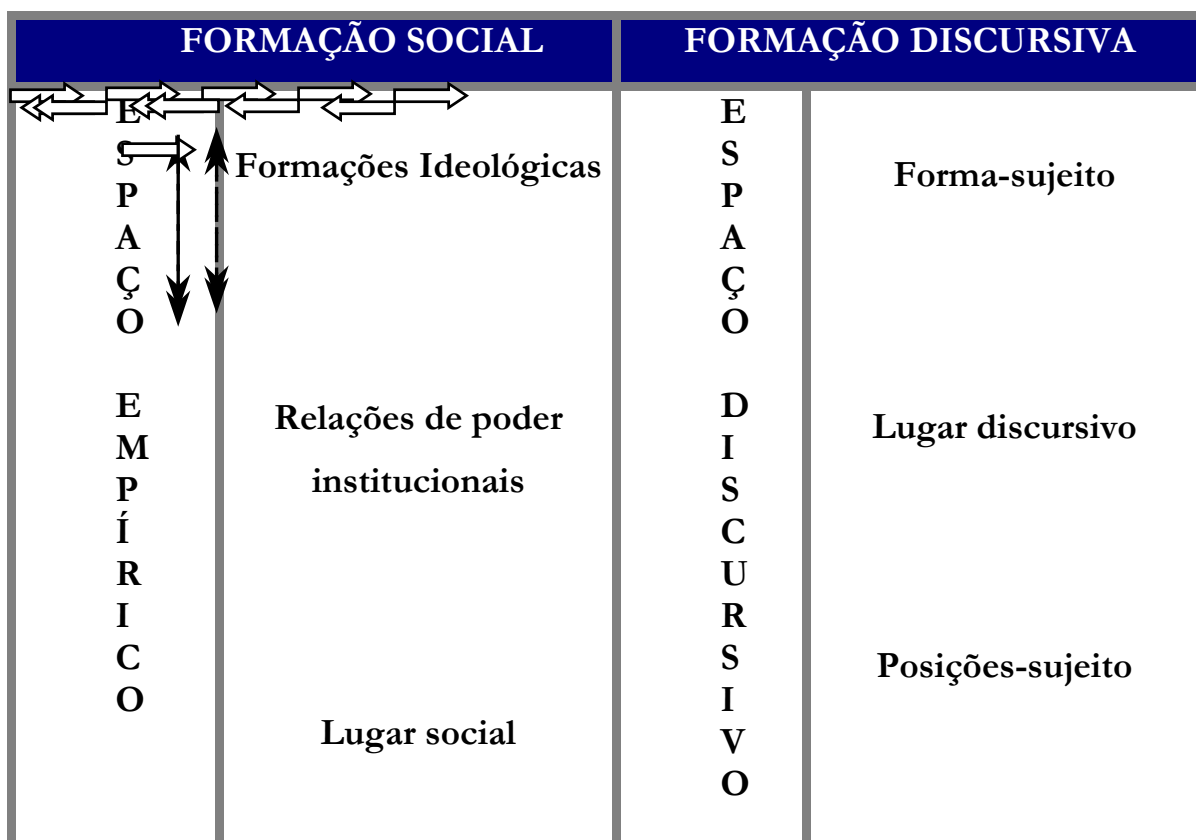 FORMAÇÃO SOCIAL
FORMAÇÃO DISCURSIVA
ESPAÇO EMPÍRICO
Formações Ideológicas
Relações de poder
institucionais
Lugar social
ESPAÇO DISCURSIVO
Forma-sujeito
Lugar discursivo
Posições-sujeito